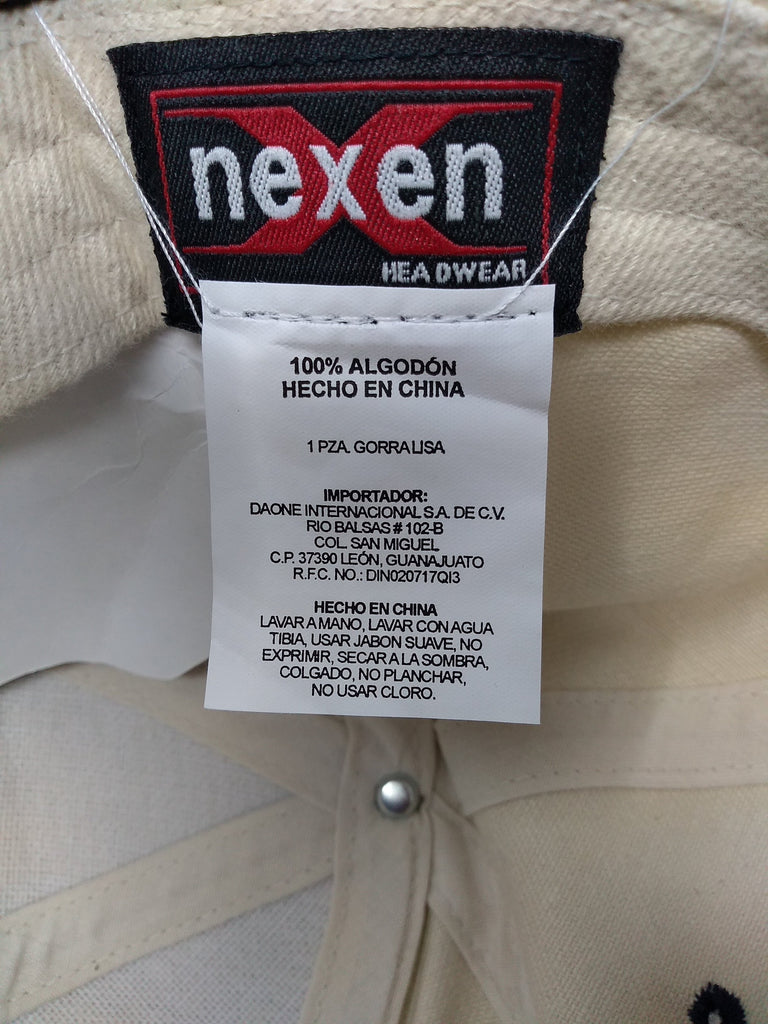 nexen
HEADWEAR
100% ALGODÓN
HECHO EN CHINA
1 PZA. GORRA LISA
IMPORTADOR:
DAONE INTERNACIONAL S.A. DE C.V.
RIO BALSAS # 102-B
COL. SAN MIGUEL
C.P. 37390 LEÓN, GUANAJUATO
R.F.C. NO.: DIN020717QI3
HECHO EN CHINA
LAVAR A MANO, LAVAR CON AGUA
TIBIA, USAR JABON SUAVE, NO
EXPRIMIR, SECAR A LA SOMBRA,
COLGADO, NO PLANCHAR,
NO USAR CLORO.